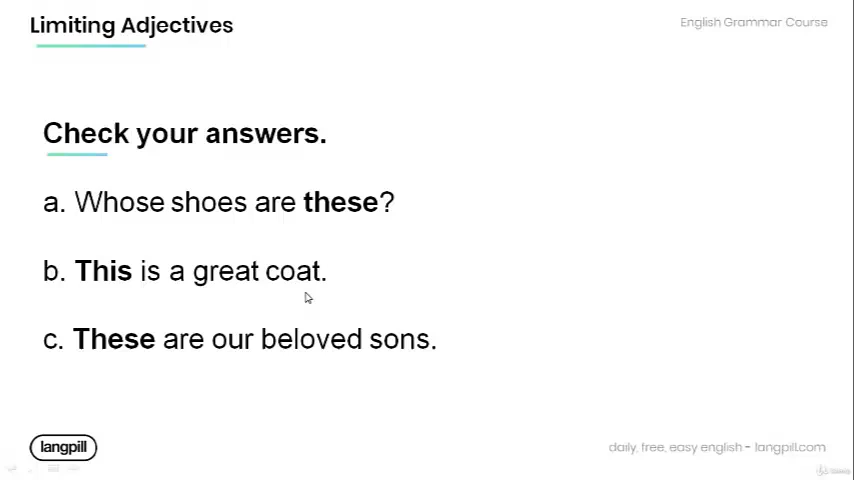 Limiting Adjectives
English Grammar Course
Check your answers.
a. Whose shoes are these?
b. This is a great coat.
c. These are our beloved sons.
langpill
daily, free, easy english - langpill.com